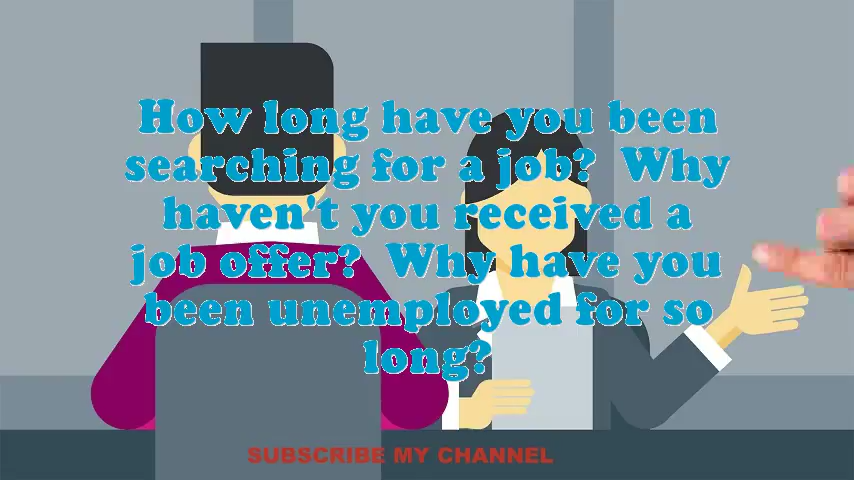 How long have you been
searching for a job? Why
haven't you received a
job offer? Why have you
been unemployed for so
long?
SUBSCRIBE MY CHANNEL